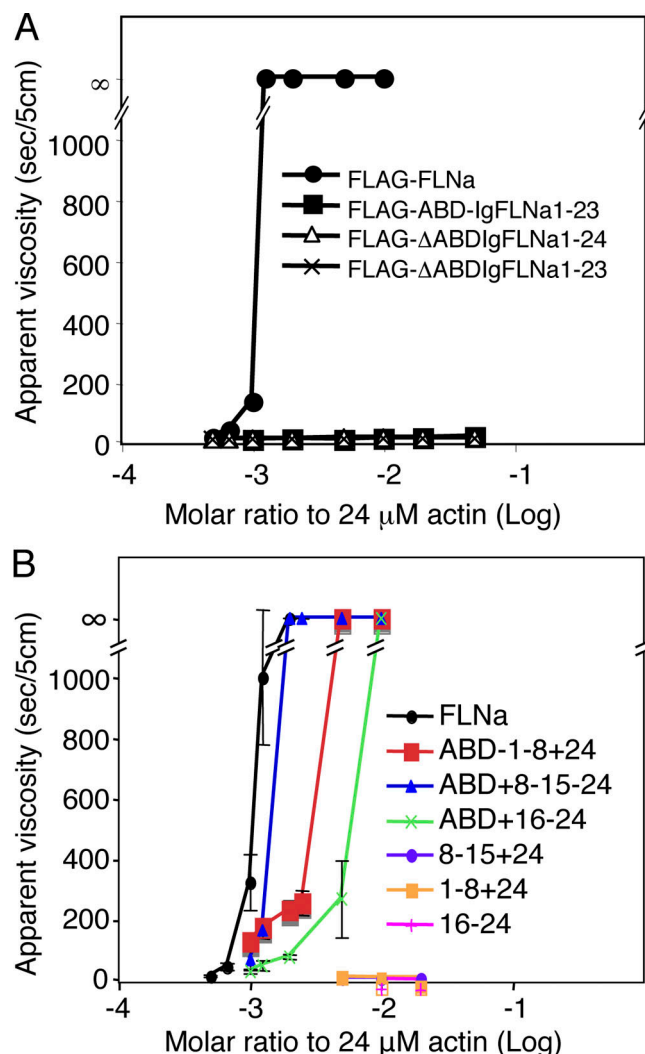 A
Apparent viscosity (sec/5cm)
∞
1000
800
600
400
200
0
FLAG-FLNa
FLAG-ABD-IgFLNa1-23
FLAG-ΔABDIgFLNa1-24
FLAG-ΔABDIgFLNa1-23
-4 -3 -2 -1
Molar ratio to 24 μM actin (Log)
B
Apparent viscosity (sec/5cm)
∞
1000
800
600
400
200
0
FLNa
ABD-1-8+24
ABD+8-15-24
ABD+16-24
8-15+24
1-8+24
16-24
-4 -3 -2 -1
Molar ratio to 24 μM actin (Log)